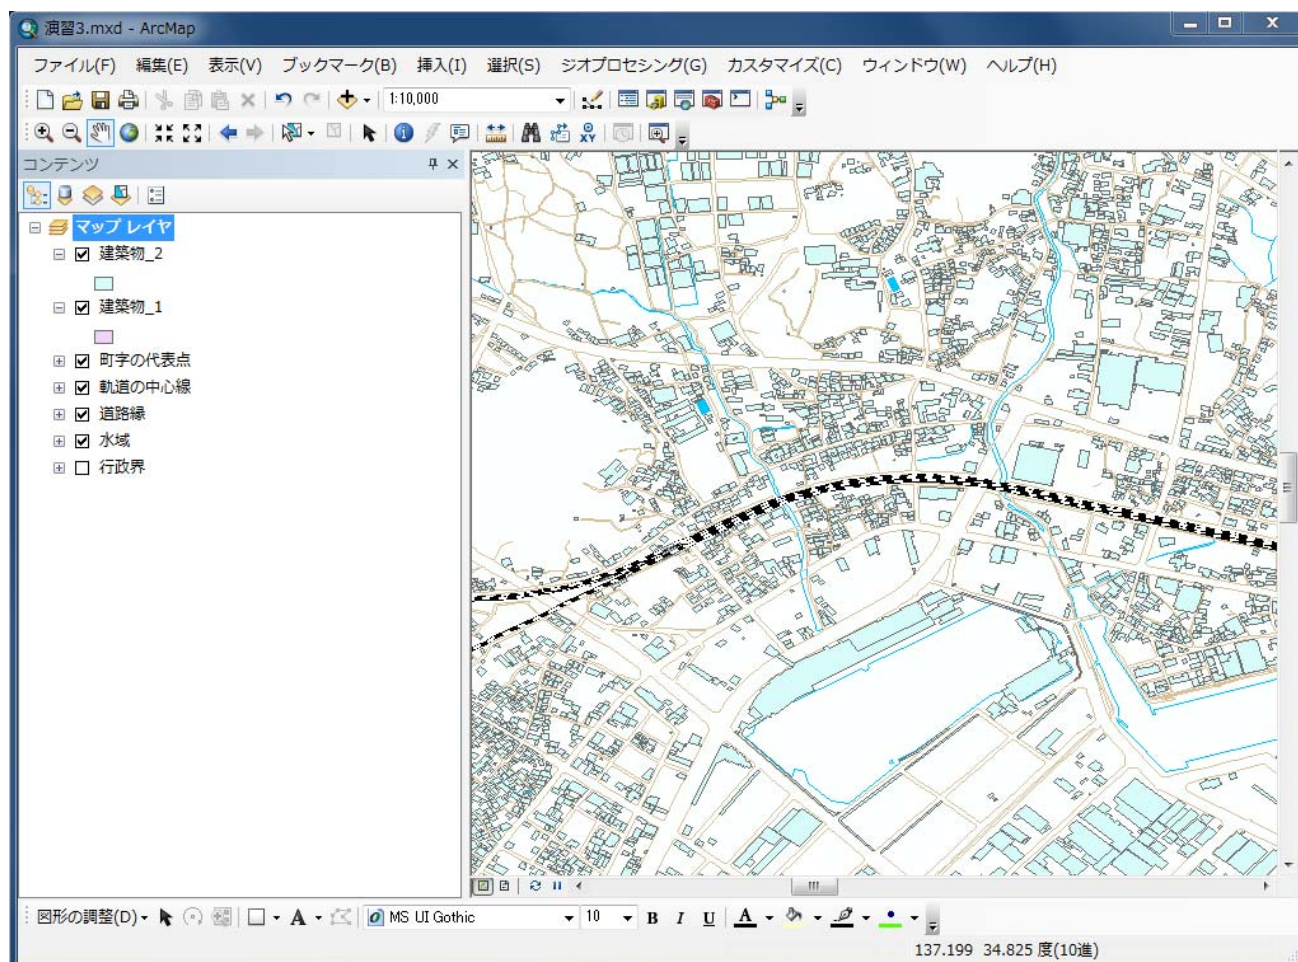 演習3.mxd - ArcMap
ファイル(F) 編集(E) 表示(V) ブックマーク(B) 挿入(I) 選択(S) ジオプロセシング(G) カスタマイズ(C) ウィンドウ(W) ヘルプ(H)
1:10,000
XY
コンテンツ
マップ レイヤ
建築物_2
建築物_1
町字の代表点
軌道の中心線
道路縁
水域
行政界
図形の調整(D) A MS UI Gothic 10 B I U A
137.199 34.825 度(10進)